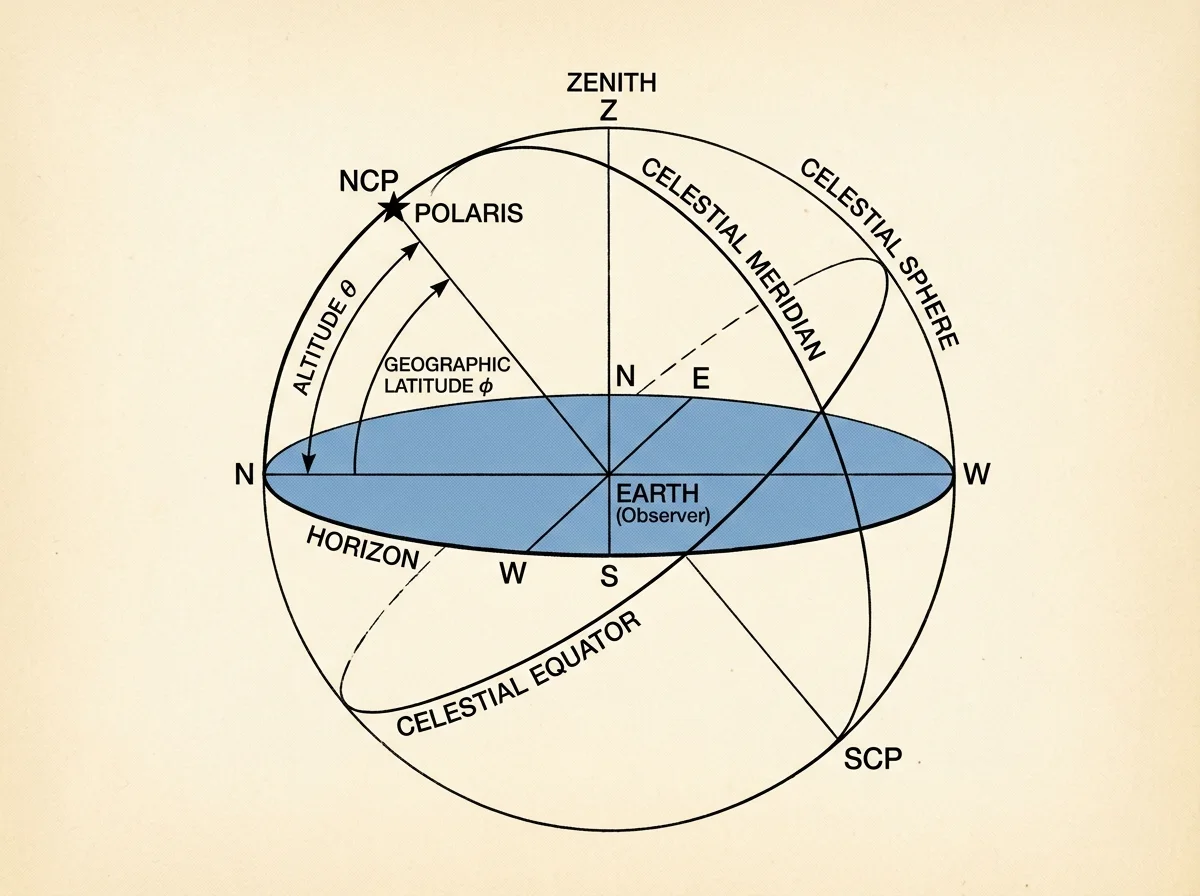 ZENITH
Z
NCP
POLARIS
CELESTIAL MERIDIAN
CELESTIAL SPHERE
ALTITUDE θ
GEOGRAPHIC
LATITUDE ϕ
N
E
N
W
EARTH
(Observer)
HORIZON
W
S
CELESTIAL EQUATOR
SCP